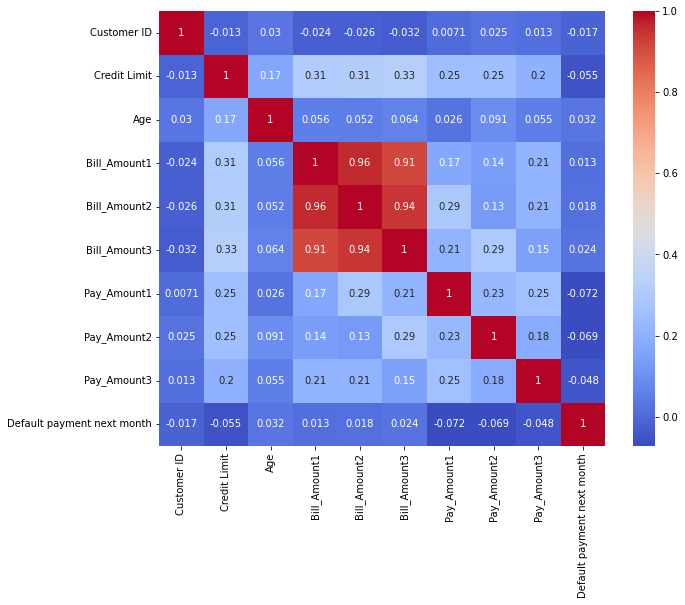 Customer ID 1 -0.013 0.03 -0.024 -0.026 -0.032 0.0071 0.025 0.013 -0.017
Credit Limit -0.013 1 0.17 0.31 0.31 0.33 0.25 0.25 0.2 -0.055
Age 0.03 0.17 1 0.056 0.052 0.064 0.026 0.091 0.055 0.032
Bill_Amount1 -0.024 0.31 0.056 1 0.96 0.91 0.17 0.14 0.21 0.013
Bill_Amount2 -0.026 0.31 0.052 0.96 1 0.94 0.29 0.13 0.21 0.018
Bill_Amount3 -0.032 0.33 0.064 0.91 0.94 1 0.21 0.29 0.15 0.024
Pay_Amount1 0.0071 0.25 0.026 0.17 0.29 0.21 1 0.23 0.25 -0.072
Pay_Amount2 0.025 0.25 0.091 0.14 0.13 0.29 0.23 1 0.18 -0.069
Pay_Amount3 0.013 0.2 0.055 0.21 0.21 0.15 0.25 0.18 1 -0.048
Default payment next month -0.017 -0.055 0.032 0.013 0.018 0.024 -0.072 -0.069 -0.048 1
Customer ID
Credit Limit
Age
Bill_Amount1
Bill_Amount2
Bill_Amount3
Pay_Amount1
Pay_Amount2
Pay_Amount3
Default payment next month
1.0
0.8
0.6
0.4
0.2
0.0